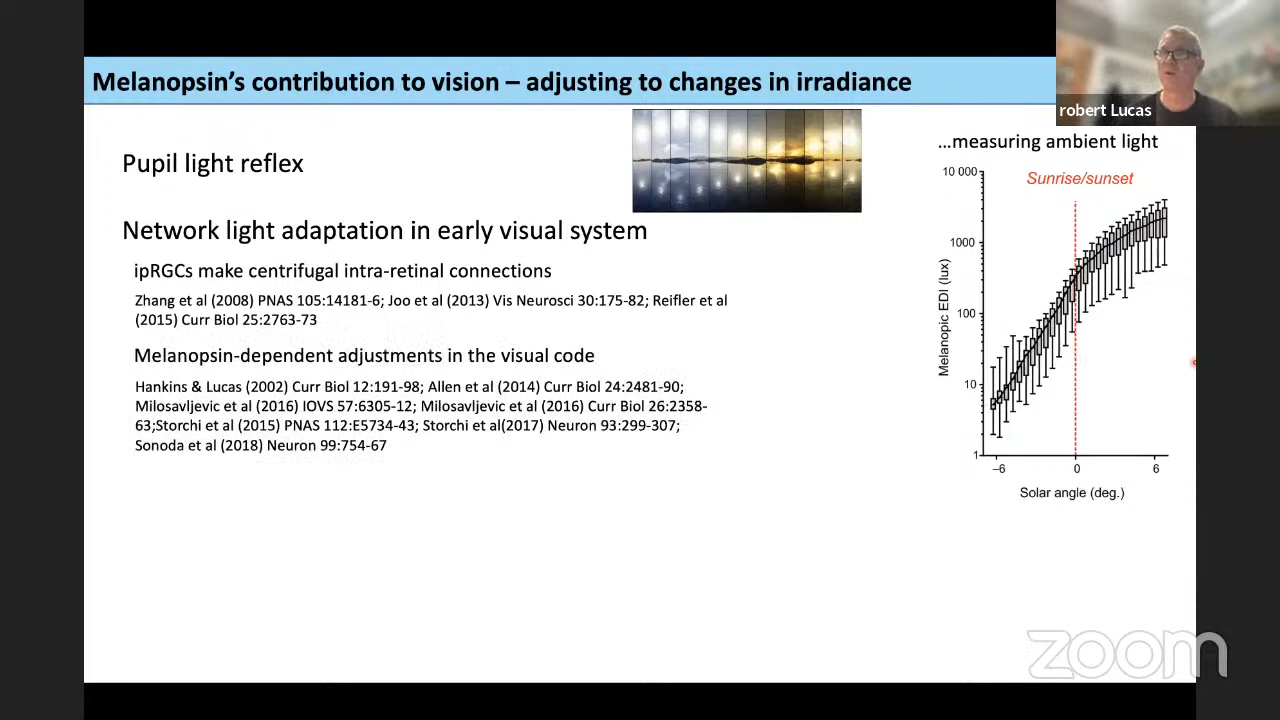 Melanopsin’s contribution to vision – adjusting to changes in irradiance
robert Lucas
Pupil light reflex
Network light adaptation in early visual system
ipRGCs make centrifugal intra-retinal connections
Zhang et al (2008) PNAS 105:14181-6; Joo et al (2013) Vis Neurosci 30:175-82; Reifler et al
(2015) Curr Biol 25:2763-73
Melanopsin-dependent adjustments in the visual code
Hankins & Lucas (2002) Curr Biol 12:191-98; Allen et al (2014) Curr Biol 24:2481-90;
Milosavljevic et al (2016) IOVS 57:6305-12; Milosavljevic et al (2016) Curr Biol 26:2358-
63;Storchi et al (2015) PNAS 112:E5734-43; Storchi et al(2017) Neuron 93:299-307;
Sonoda et al (2018) Neuron 99:754-67
...measuring ambient light
Sunrise/sunset
10 000
1000
100
10
1
Melanopic EDI (lux)
–6
0
6
Solar angle (deg.)
zoom